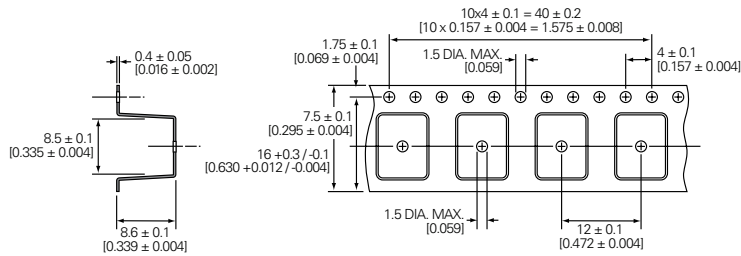 10x4 ± 0.1 = 40 ± 0.2
[10 x 0.157 ± 0.004 = 1.575 ± 0.008]
0.4 ± 0.05
[0.016 ± 0.002]
1.75 ± 0.1
[0.069 ± 0.004]
1.5 DIA. MAX.
[0.059]
4 ± 0.1
[0.157 ± 0.004]
8.5 ± 0.1
[0.335 ± 0.004]
7.5 ± 0.1
[0.295 ± 0.004]
16 +0.3 / -0.1
[0.630 +0.012 / -0.004]
8.6 ± 0.1
[0.339 ± 0.004]
1.5 DIA. MAX.
[0.059]
12 ± 0.1
[0.472 ± 0.004]